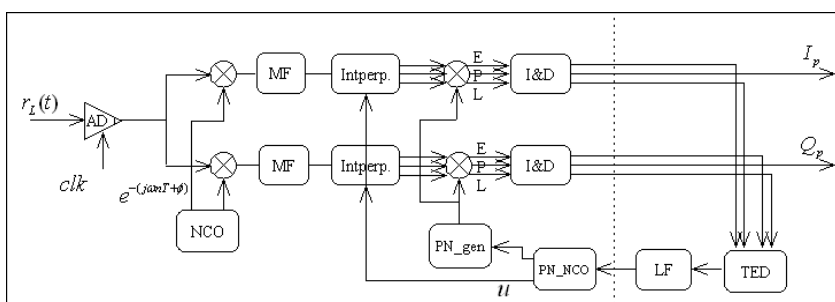 I_p
E
MF
Intperp.
P
I&D
L
r_L(t)
AD
Q_p
E
MF
Intperp.
P
I&D
L
clk
e^{-(jωnT+ϕ)}
NCO
PN_gen
PN_NCO
LF
TED
u